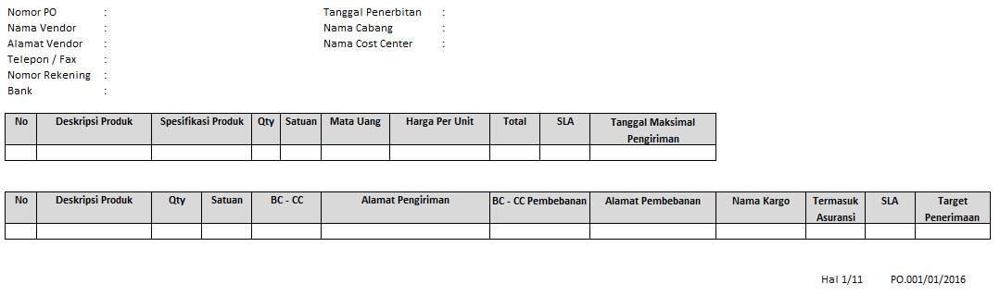 Nomor PO : Tanggal Penerbitan :
Nama Vendor : Nama Cabang :
Alamat Vendor : Nama Cost Center :
Telepon / Fax :
Nomor Rekening :
Bank :
No Deskripsi Produk Spesifikasi Produk Qty Satuan Mata Uang Harga Per Unit Total SLA Tanggal Maksimal
Pengiriman
No Deskripsi Produk Qty Satuan BC - CC Alamat Pengiriman BC - CC Pembebanan Alamat Pembebanan Nama Kargo Termasuk SLA Target
Asuransi Penerimaan
Hal 1/11 PO.001/01/2016